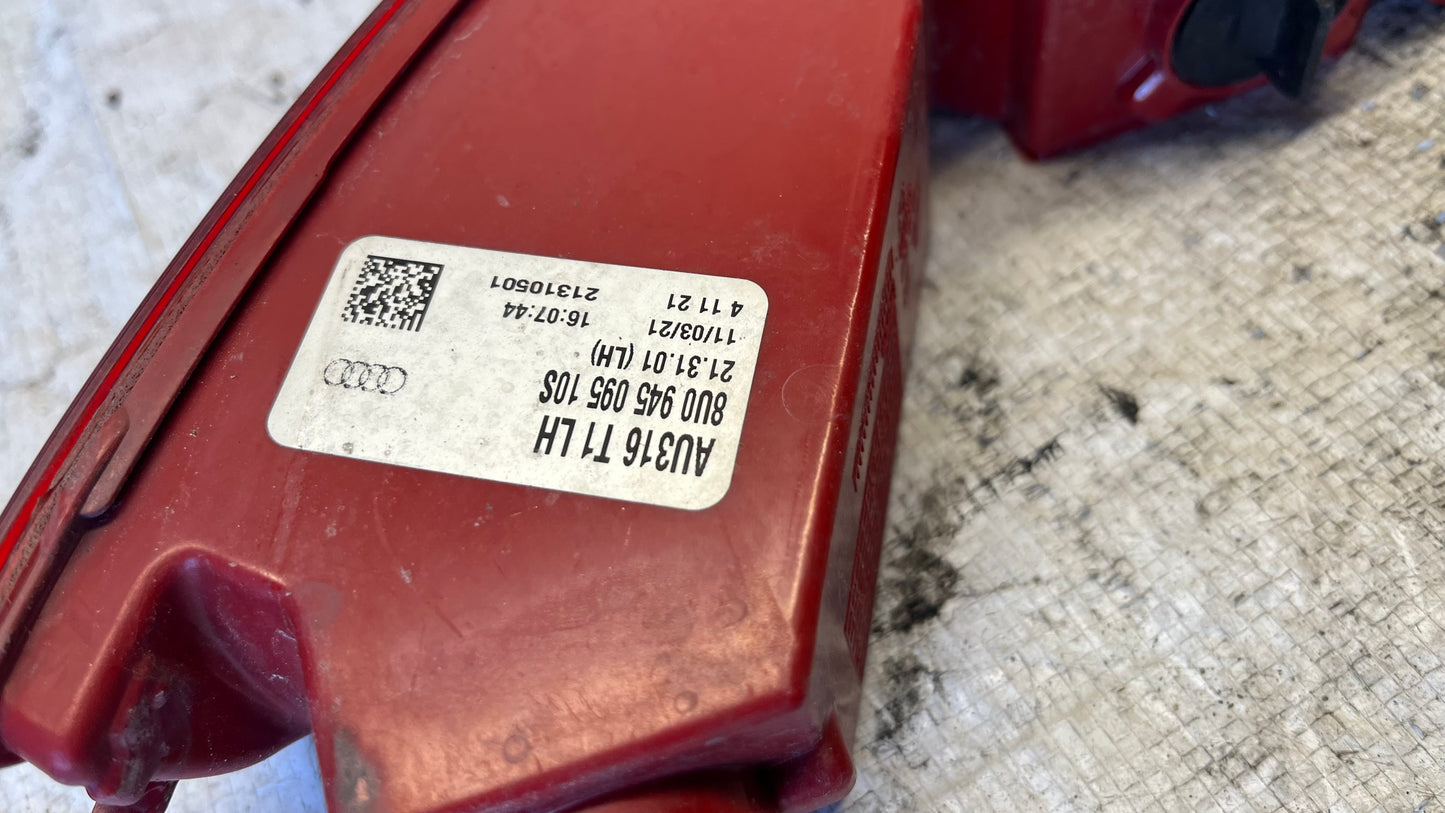 AU316 T1 LH
8U0 945 095 10S
21.31.01 (LH)
11/03/21 16:07:44
4 11 21 21310501